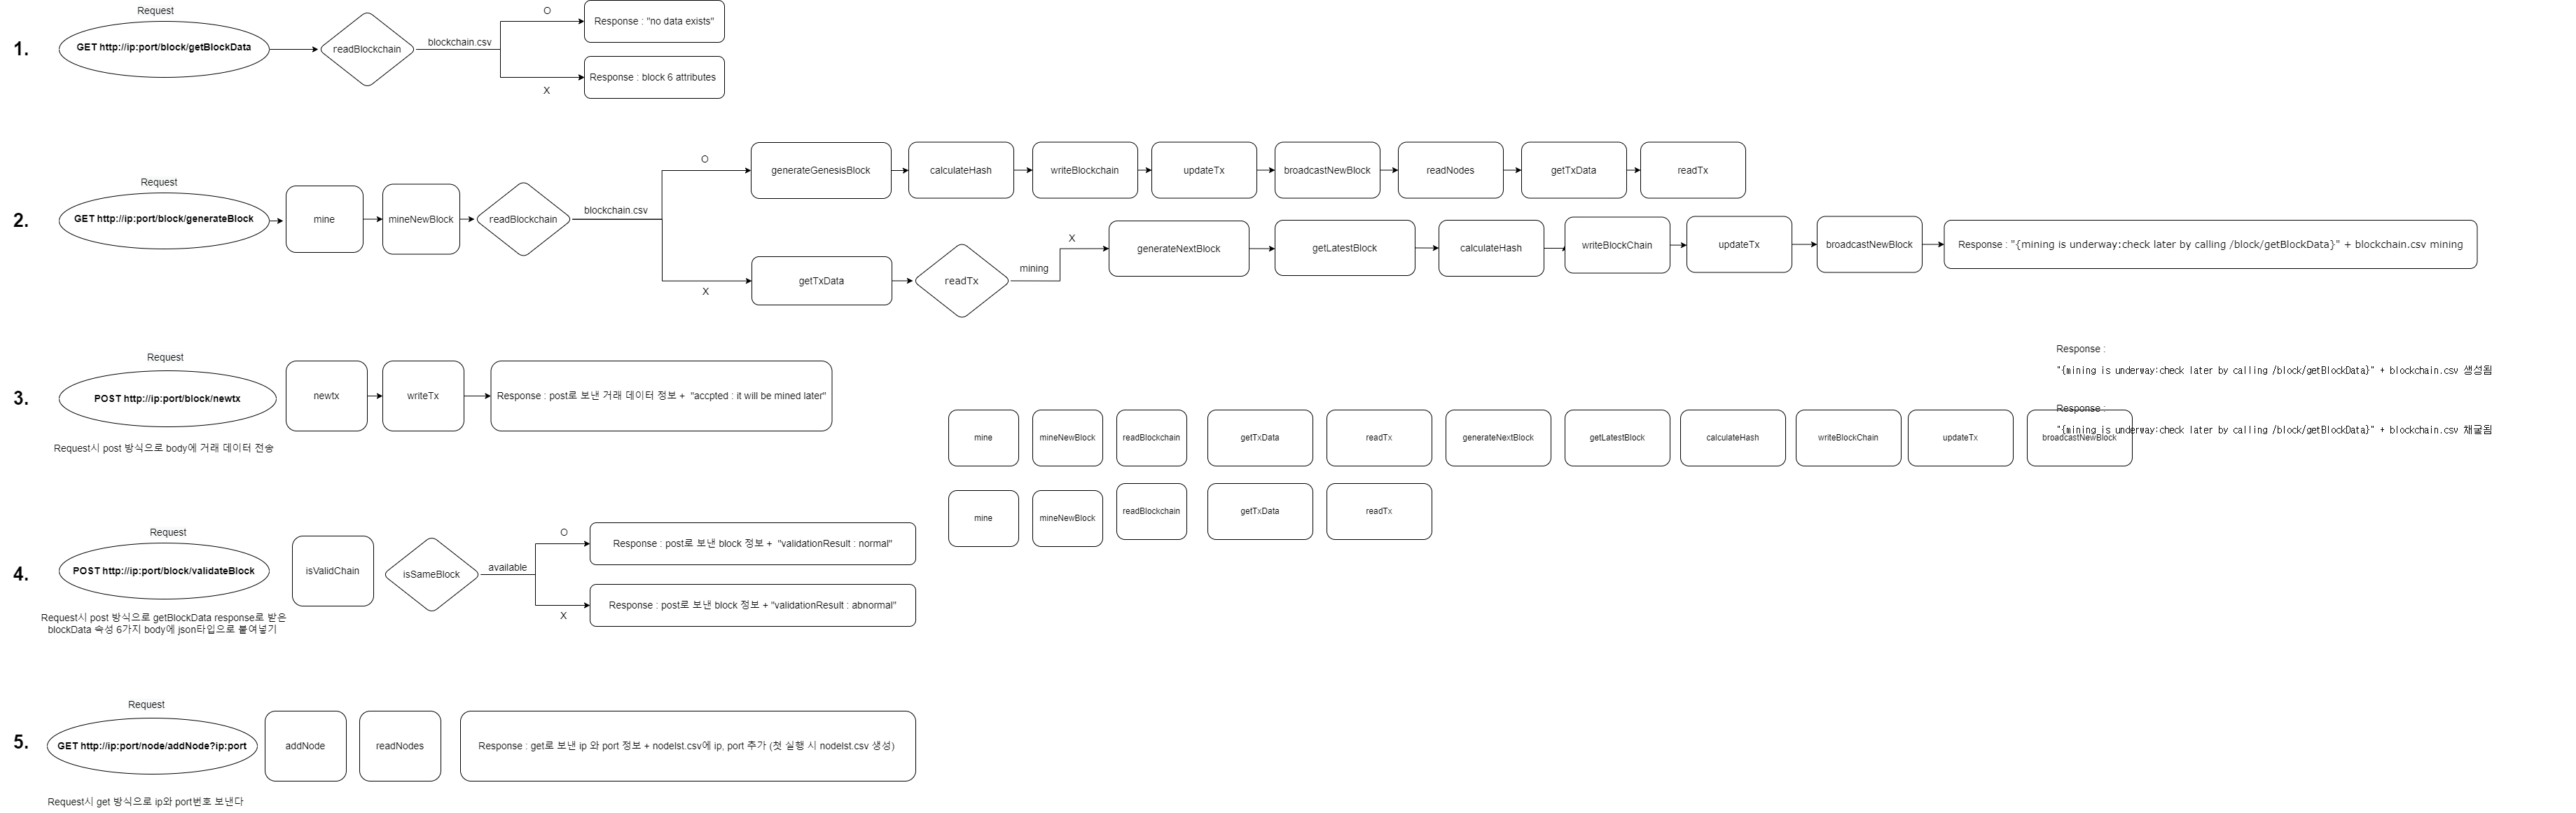 1.
Request
GET http://ip:port/block/getBlockData
readBlockchain
blockchain.csv
O
Response : "no data exists"
Response : block 6 attributes
X
2.
Request
GET http://ip:port/block/generateBlock
mine
mineNewBlock
readBlockchain
blockchain.csv
O
generateGenesisBlock
calculateHash
writeBlockchain
updateTx
broadcastNewBlock
readNodes
getTxData
readTx
X
getTxData
readTx
mining
X
generateNextBlock
getLatestBlock
calculateHash
writeBlockChain
updateTx
broadcastNewBlock
Response : "{mining is underway:check later by calling /block/getBlockData}" + blockchain.csv mining
3.
Request
POST http://ip:port/block/newtx
newtx
writeTx
Response : post로 보낸 거래 데이터 정보 + "accpted : it will be mined later"
Request시 post 방식으로 body에 거래 데이터 전송
Response :
"{mining is underway:check later by calling /block/getBlockData}" + blockchain.csv 생성됨
Response :
"{mining is underway:check later by calling /block/getBlockData}" + blockchain.csv 채굴됨
mine
mineNewBlock
readBlockchain
getTxData
readTx
generateNextBlock
getLatestBlock
calculateHash
writeBlockChain
updateTx
broadcastNewBlock
mine
mineNewBlock
readBlockchain
getTxData
readTx
4.
Request
POST http://ip:port/block/validateBlock
isValidChain
isSameBlock
available
O
Response : post로 보낸 block 정보 + "validationResult : normal"
Response : post로 보낸 block 정보 + "validationResult : abnormal"
X
Request시 post 방식으로 getBlockData response로 받은
blockData 속성 6가지 body에 json타입으로 붙여넣기
5.
Request
GET http://ip:port/node/addNode?ip:port
addNode
readNodes
Response : get로 보낸 ip 와 port 정보 + nodelst.csv에 ip, port 추가 (첫 실행 시 nodelst.csv 생성)
Request시 get 방식으로 ip와 port번호 보낸다